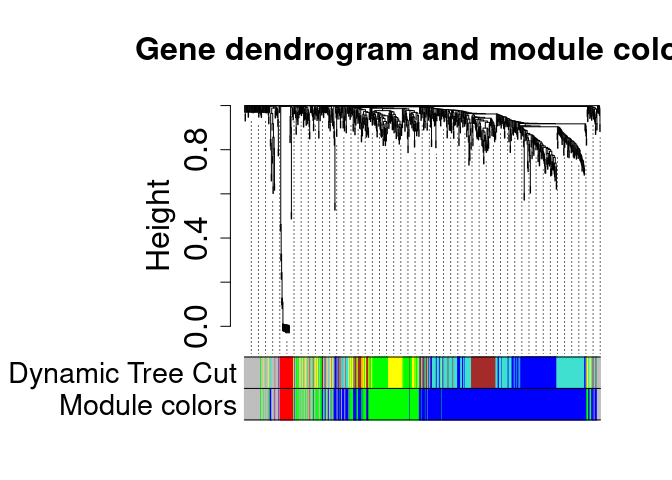 Gene dendrogram and module colo
Height
0.8
0.4
0.0
Dynamic Tree Cut
Module colors